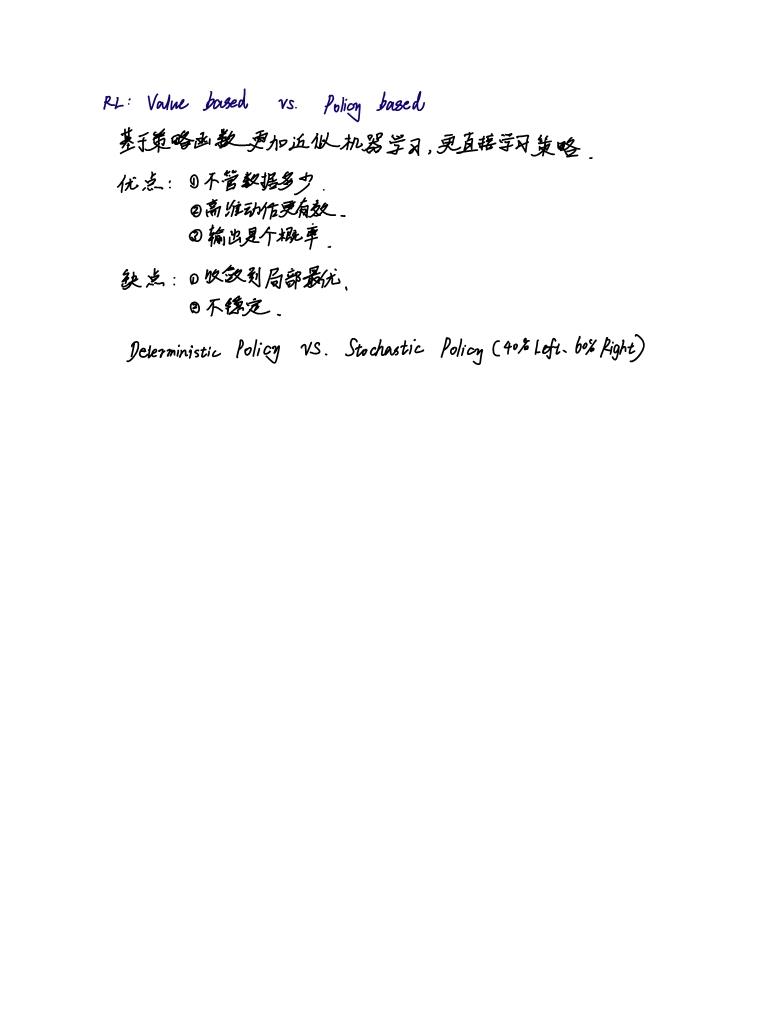 RL: Value based vs. Policy based
基于策略函数更加近似机器学习,更直接学习策略.
优点: ①不管数据多少.
②高维动作更有效.
③输出是个概率.
缺点: ①收敛到局部最优、
②不稳定.
Deterministic Policy VS. Stochastic Policy (40% Left、60% Right)